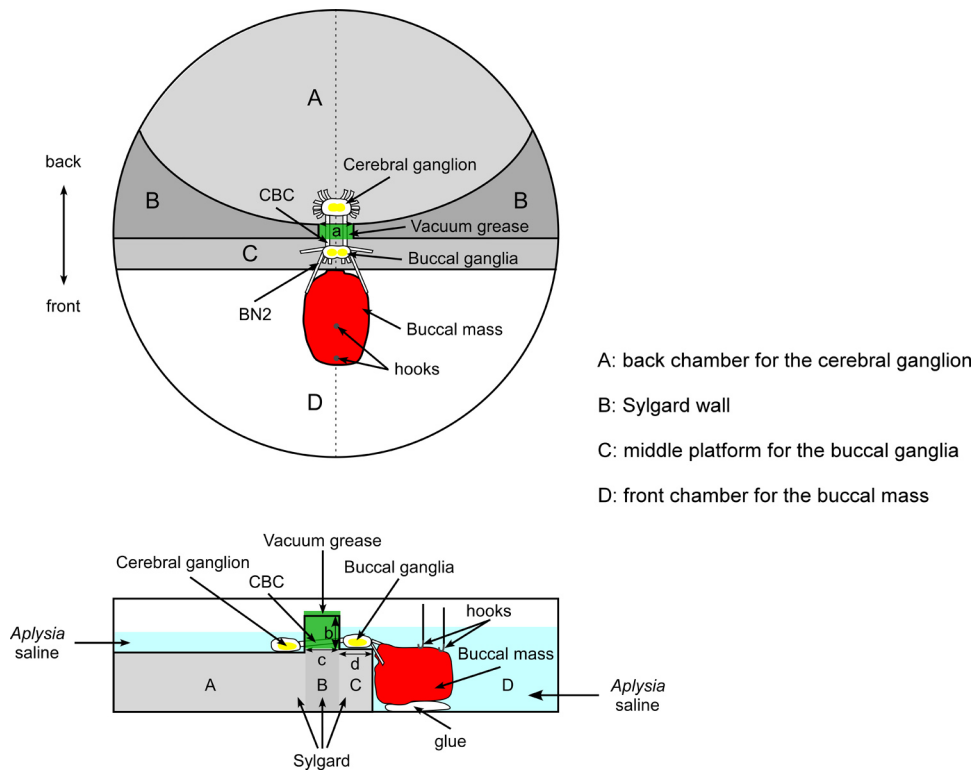 A
back
Cerebral ganglion
CBC
B
B
a
Vacuum grease
C
Buccal ganglia
front
BN2
Buccal mass
hooks
D
A: back chamber for the cerebral ganglion
B: Sylgard wall
C: middle platform for the buccal ganglia
D: front chamber for the buccal mass
Vacuum grease
Cerebral ganglion
Buccal ganglia
CBC
hooks
Aplysia
saline
b
Buccal mass
c
d
A
B
C
D
Aplysia
saline
glue
Sylgard